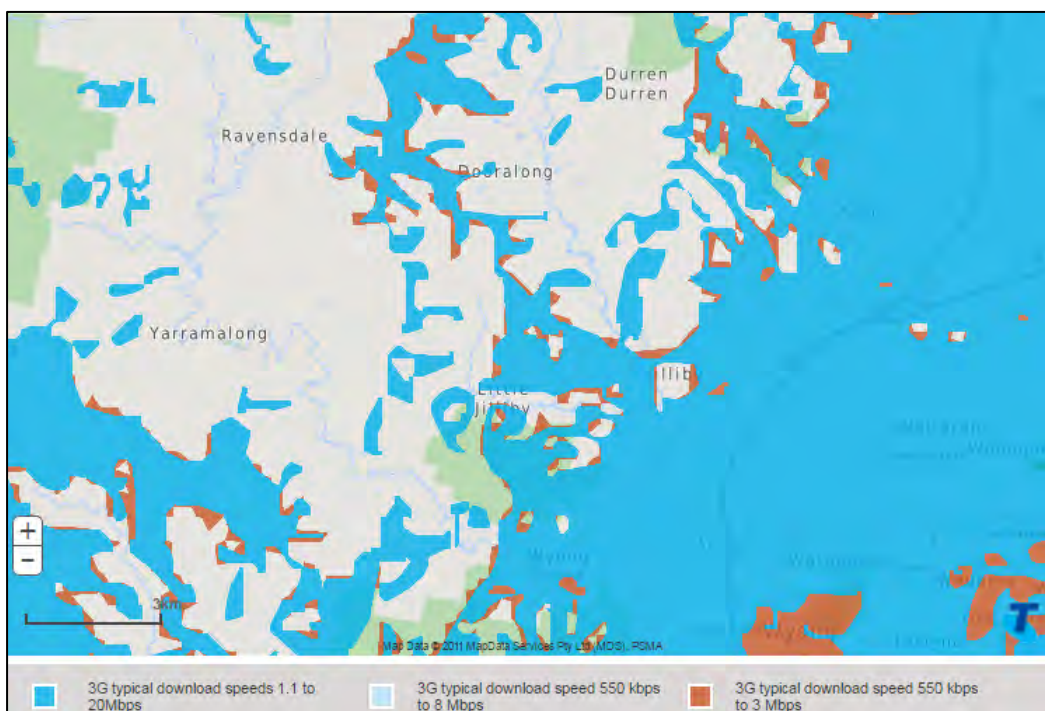 Durren
Durren
Ravensdale
Dooralong
Yarramalong
Little
Jilliby
+
−
3km
Map Data © 2011 MapData Services Pty Ltd (MDS), PSMA
3G typical download speeds 1.1 to
20Mbps
3G typical download speed 550 kbps
to 8 Mbps
3G typical download speed 550 kbps
to 3 Mbps